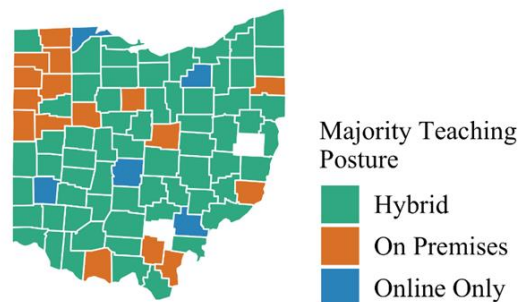 Majority Teaching
Posture
Hybrid
On Premises
Online Only